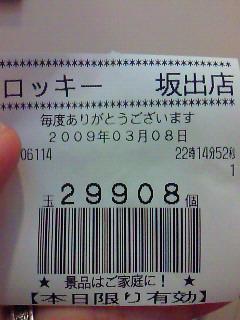 ********************
ロッキー 坂出店
********************
毎度ありがとうございます
2009年03月08日
06114 22時14分52秒
1
玉 29908個
★ 景品はご家庭に！ ★
【本日限り有効】